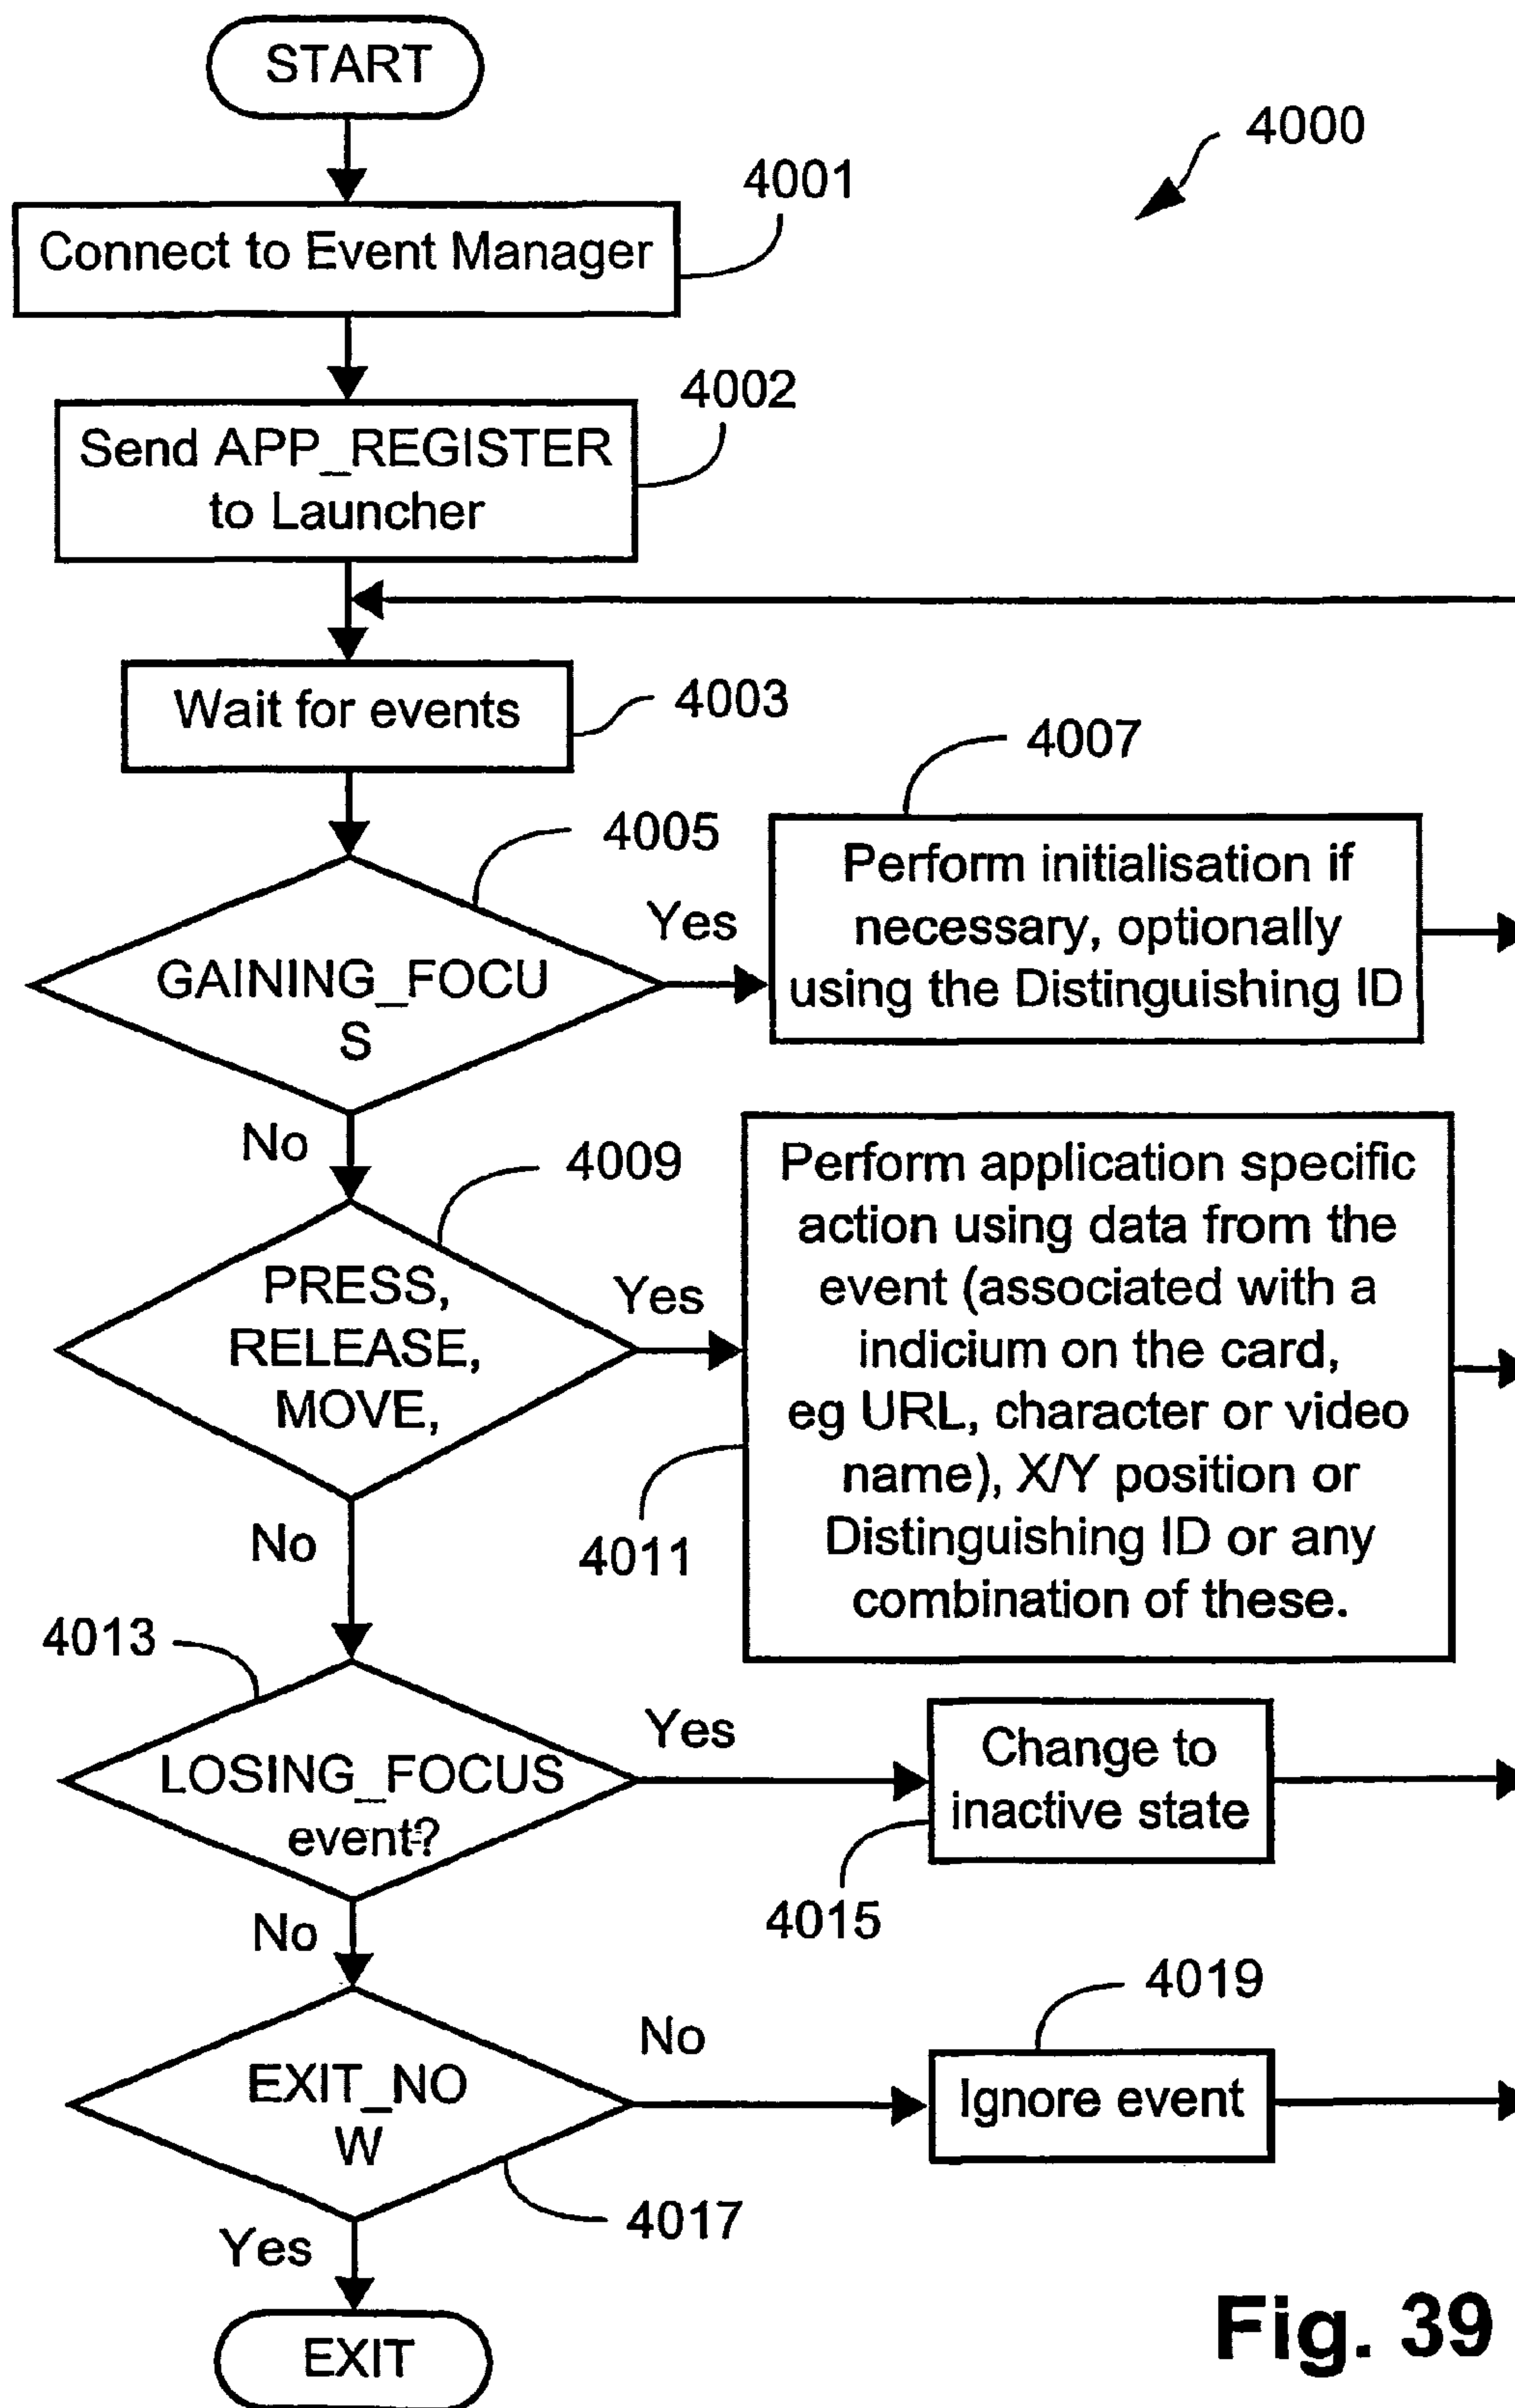 START
4000
4001
Connect to Event Manager
4002
Send APP_REGISTER
to Launcher
Wait for events
4003
4007
4005
Yes
Perform initialisation if
necessary, optionally
using the Distinguishing ID
GAINING_FOCU
S
No
4009
Perform application specific
action using data from the
event (associated with a
indicium on the card,
eg URL, character or video
name), X/Y position or
Distinguishing ID or any
combination of these.
PRESS,
RELEASE,
MOVE,
Yes
4011
No
4013
LOSING_FOCUS
event?
Yes
Change to
inactive state
4015
No
4019
EXIT_NO
W
No
Ignore event
4017
Yes
EXIT
Fig. 39